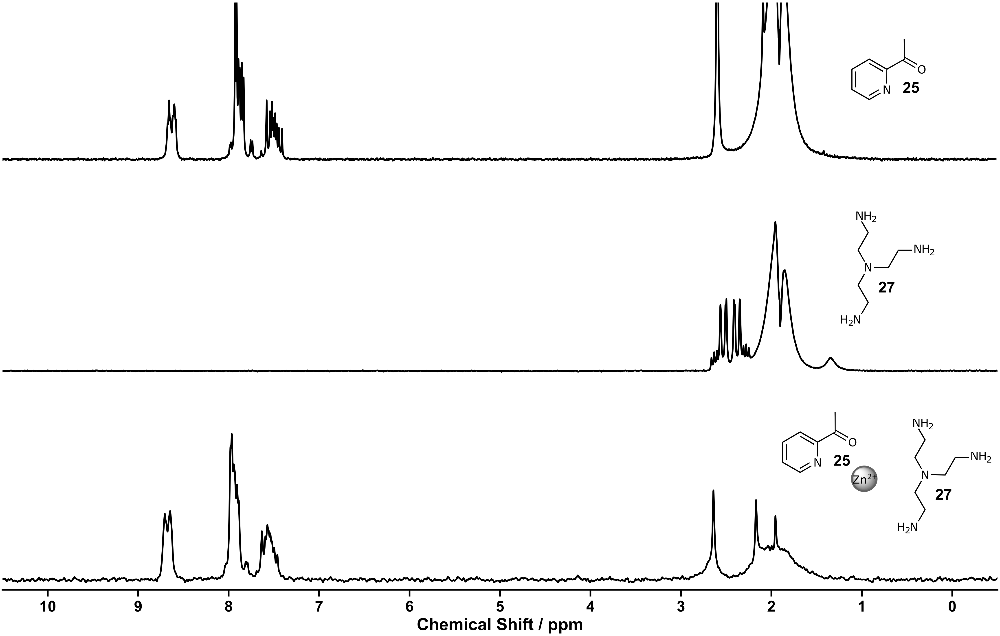 O
N 25
NH2
NH2
N
27
H2N
NH2
O
NH2
25
N
Zn2+
N
27
H2N
10 9 8 7 6 5 4 3 2 1 0
Chemical Shift / ppm